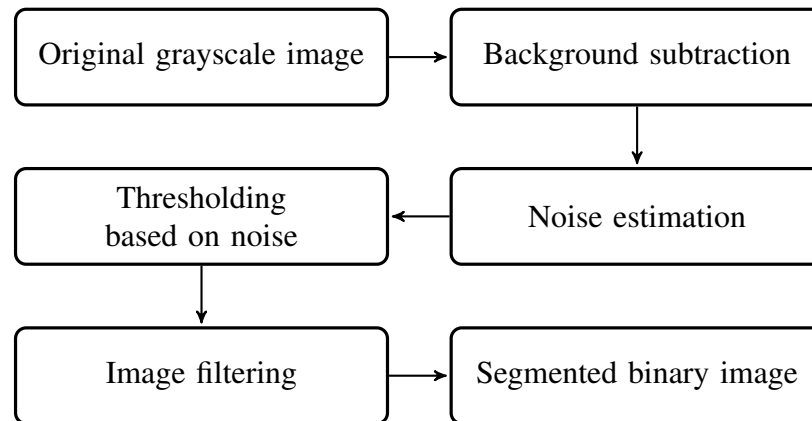 Original grayscale image
Background subtraction
Noise estimation
Thresholding
based on noise
Image filtering
Segmented binary image